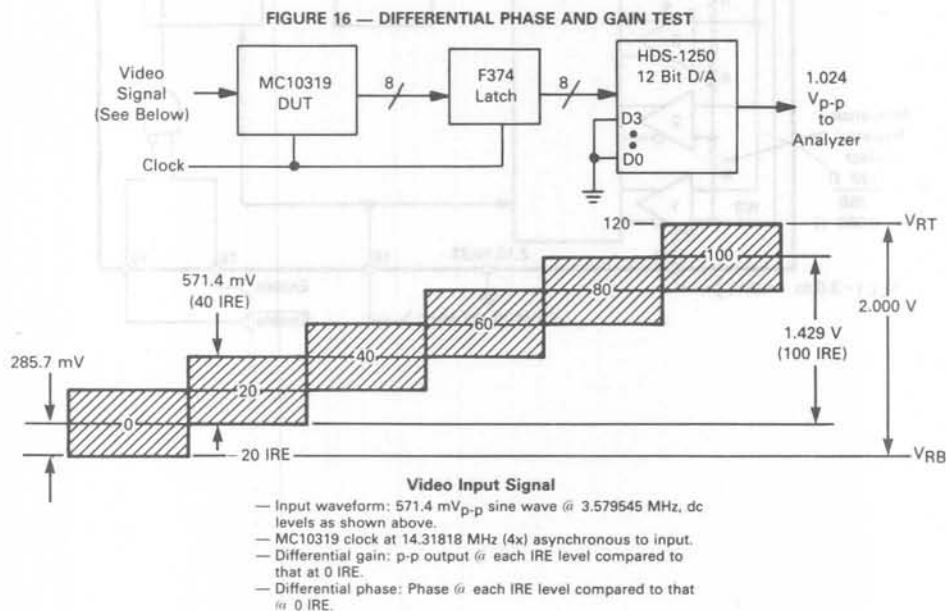 FIGURE 16 — DIFFERENTIAL PHASE AND GAIN TEST
Video
Signal
(See Below)
MC10319
DUT
8
F374
Latch
8
HDS-1250
12 Bit D/A
D3
D0
1.024
Vp-p
to
Analyzer
Clock
120
VRT
100
571.4 mV
(40 IRE)
80
2.000 V
60
1.429 V
(100 IRE)
285.7 mV
40
20
0
-20 IRE
VRB
Video Input Signal
— Input waveform: 571.4 mVp-p sine wave @ 3.579545 MHz, dc
levels as shown above.
— MC10319 clock at 14.31818 MHz (4x) asynchronous to input.
— Differential gain: p-p output @ each IRE level compared to
that at 0 IRE.
— Differential phase: Phase @ each IRE level compared to that
@ 0 IRE.